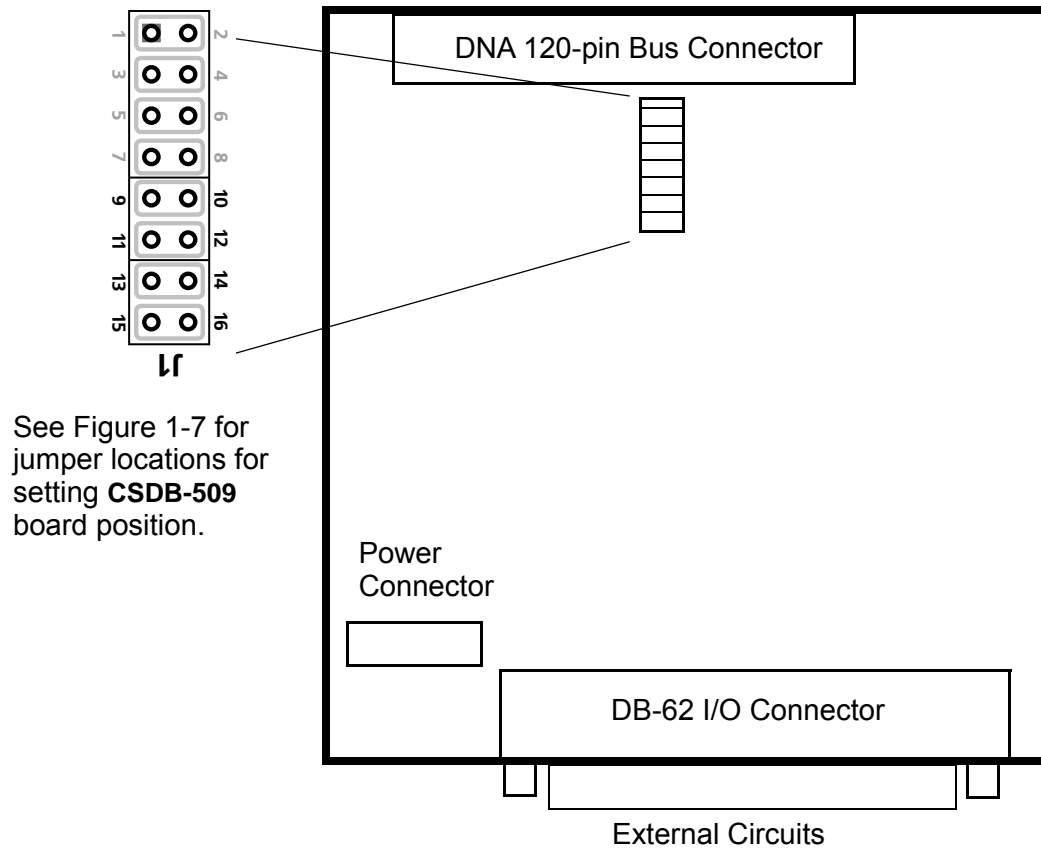 1 2
3 4
5 6
7 8
9 10
11 12
13 14
15 16
J1
DNA 120-pin Bus Connector
See Figure 1-7 for
jumper locations for
setting CSDB-509
board position.
Power
Connector
DB-62 I/O Connector
External Circuits